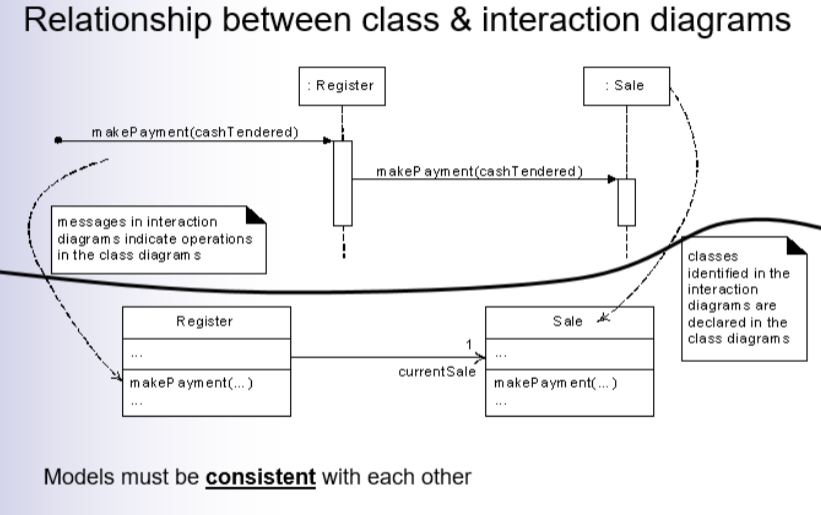 Relationship between class & interaction diagrams
: Register
: Sale
makePayment(cashTendered)
makePayment(cashTendered)
messages in interaction
diagrams indicate operations
in the class diagrams
classes
identified in the
interaction
diagrams are
declared in the
class diagrams
Register
...
makePayment(...)
...
1
currentSale
Sale
...
makePayment(...)
...
Models must be consistent with each other